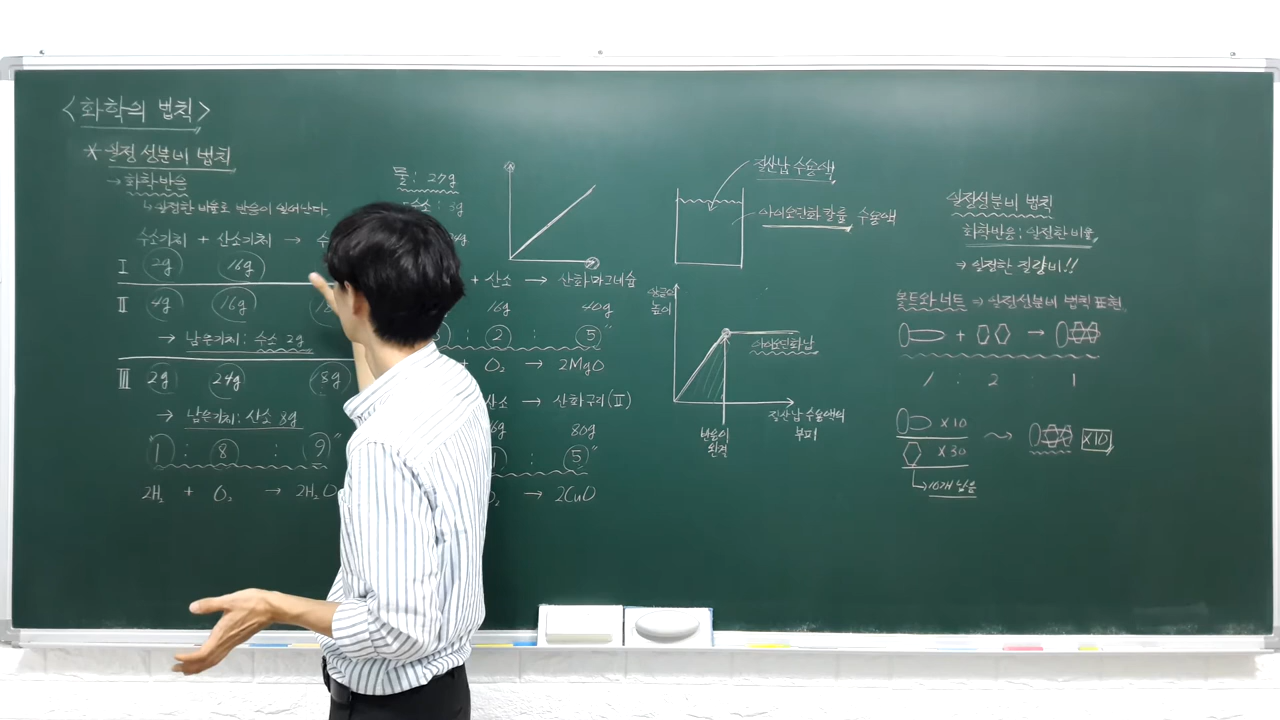 <화학의 법칙>
* 일정 성분비 법칙
→ 화학반응
↳ 일정한 비율로 반응이 일어난다.
수소기체 + 산소기체 → 수
I 2g 16g
II 4g 16g
→ 남은기체: 수소 2g
III 2g 24g 8g
→ 남은기체: 산소 8g
"1 : 8 : 9"
2H₂ + O₂ → 2H₂O
물: 27g
수소: 3g
+ 산소 → 산화마그네슘
16g 40g
2 : 5"
+ O₂ → 2MgO
산소 → 산화구리(II)
80g
5"
→ 2CuO
질산납 수용액
아이오딘화 칼륨 수용액
앙금의 높이
아이오딘화납
반응이 완결
질산납 수용액의 부피
일정성분비 법칙
화학반응: 일정한 비율
→ 일정한 질량비!!
볼트와 너트 ⇒ 일정성분비 법칙 표현
+ →
1 : 2 : 1
x10
x30
x10
10개 남음